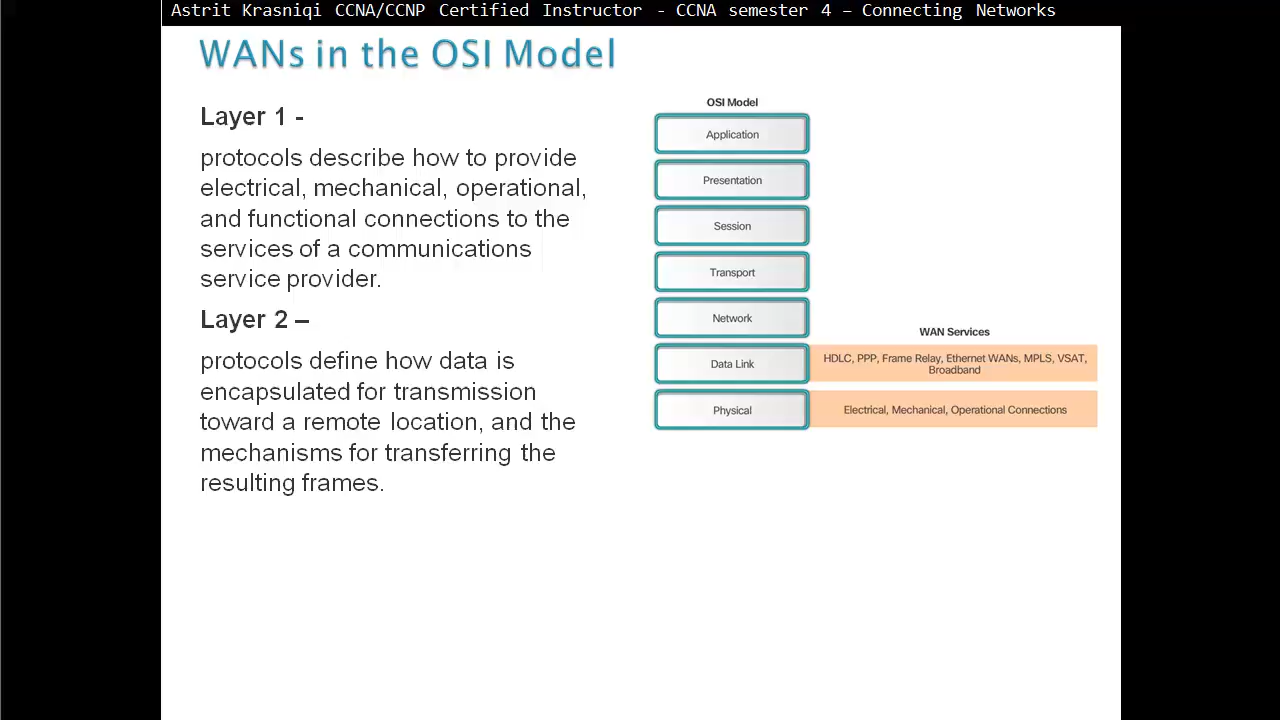 Astrit Krasniqi CCNA/CCNP Certified Instructor - CCNA semester 4 – Connecting Networks
WANs in the OSI Model
Layer 1 -
protocols describe how to provide
electrical, mechanical, operational,
and functional connections to the
services of a communications
service provider.
Layer 2 –
protocols define how data is
encapsulated for transmission
toward a remote location, and the
mechanisms for transferring the
resulting frames.
OSI Model
Application
Presentation
Session
Transport
Network
Data Link
Physical
WAN Services
HDLC, PPP, Frame Relay, Ethernet WANs, MPLS, VSAT,
Broadband
Electrical, Mechanical, Operational Connections